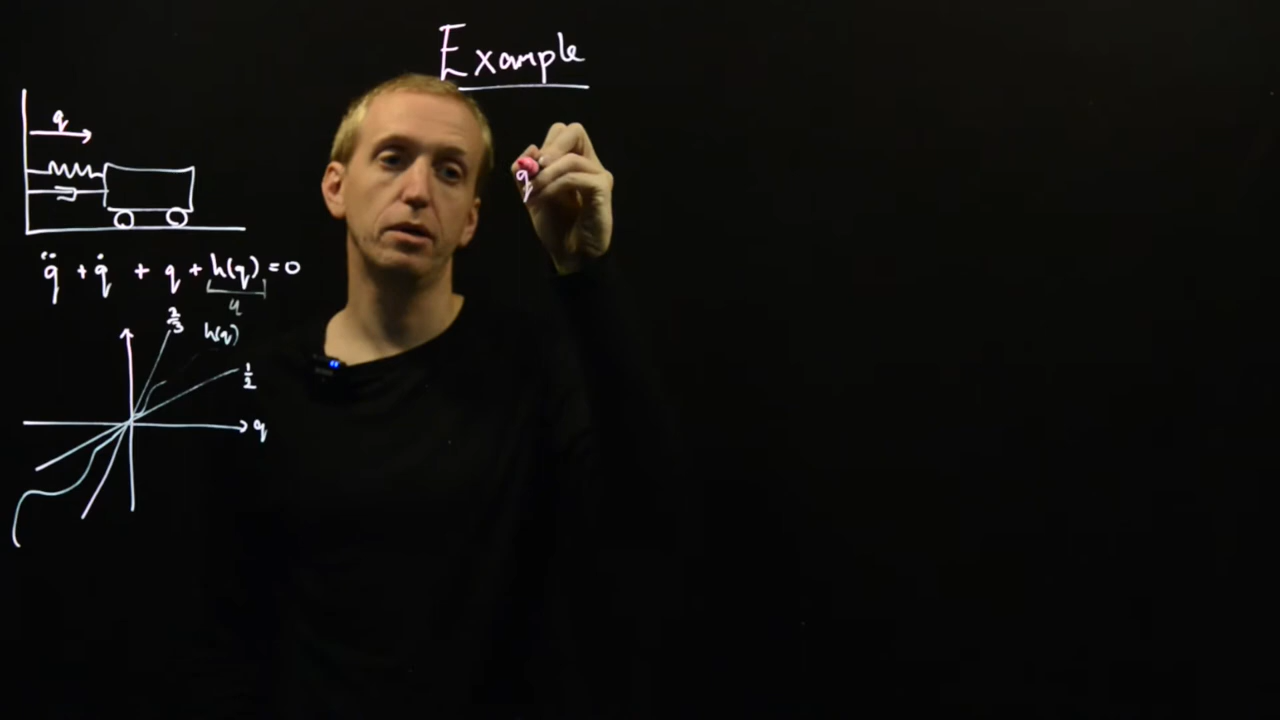 Example
q
q̈ + q̇ + q + h(q) = 0
u
2/3
h(q)
1/2
q
q